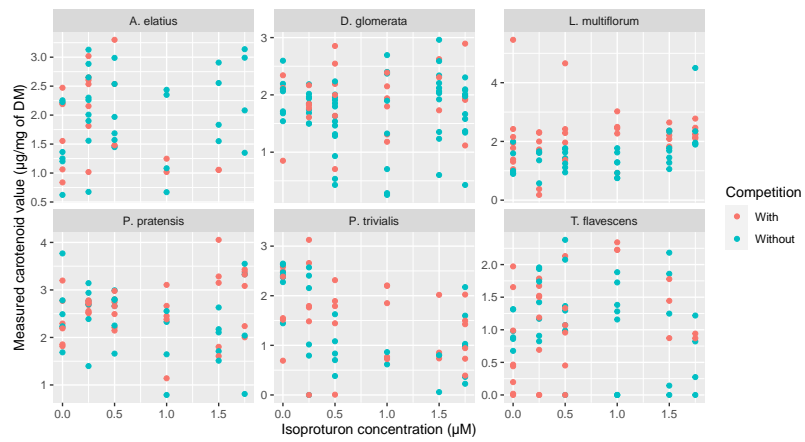 A. elatius
D. glomerata
L. multiflorum
3.0
2.5
2.0
1.5
1.0
0.5
3
2
1
4
2
0
P. pratensis
P. trivialis
T. flavescens
4
3
2
1
3
2
1
0
2.0
1.5
1.0
0.5
0.0
0.0 0.5 1.0 1.5
0.0 0.5 1.0 1.5
0.0 0.5 1.0 1.5
Isoproturon concentration (µM)
Measured carotenoid value (µg/mg of DM)
Competition
With
Without